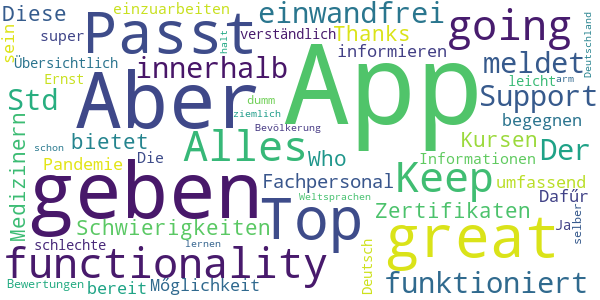 Diese
einzuarbeiten
super
Passt
einwandfrei
going
sein
verständlich
Thanks
halt
Deutschland
Übersichtlich
innerhalb
informieren
meldet
Ernst
Aber
App
leicht
arm
Std
dumm
Support
Medizinern
ziemlich
begegnen
bietet
Bevölkerung
Alles
Who
Kursen
Der
Pandemie
Die
Informationen
schon
geben
Fachpersonal
Keep
umfassend
Weltsprachen
Dafür
Top
Zertifikaten
Ja
selber
Schwierigkeiten
great
schlechte
lernen
Deutsch
functionality
funktioniert
Bewertungen
bereit
Möglichkeit